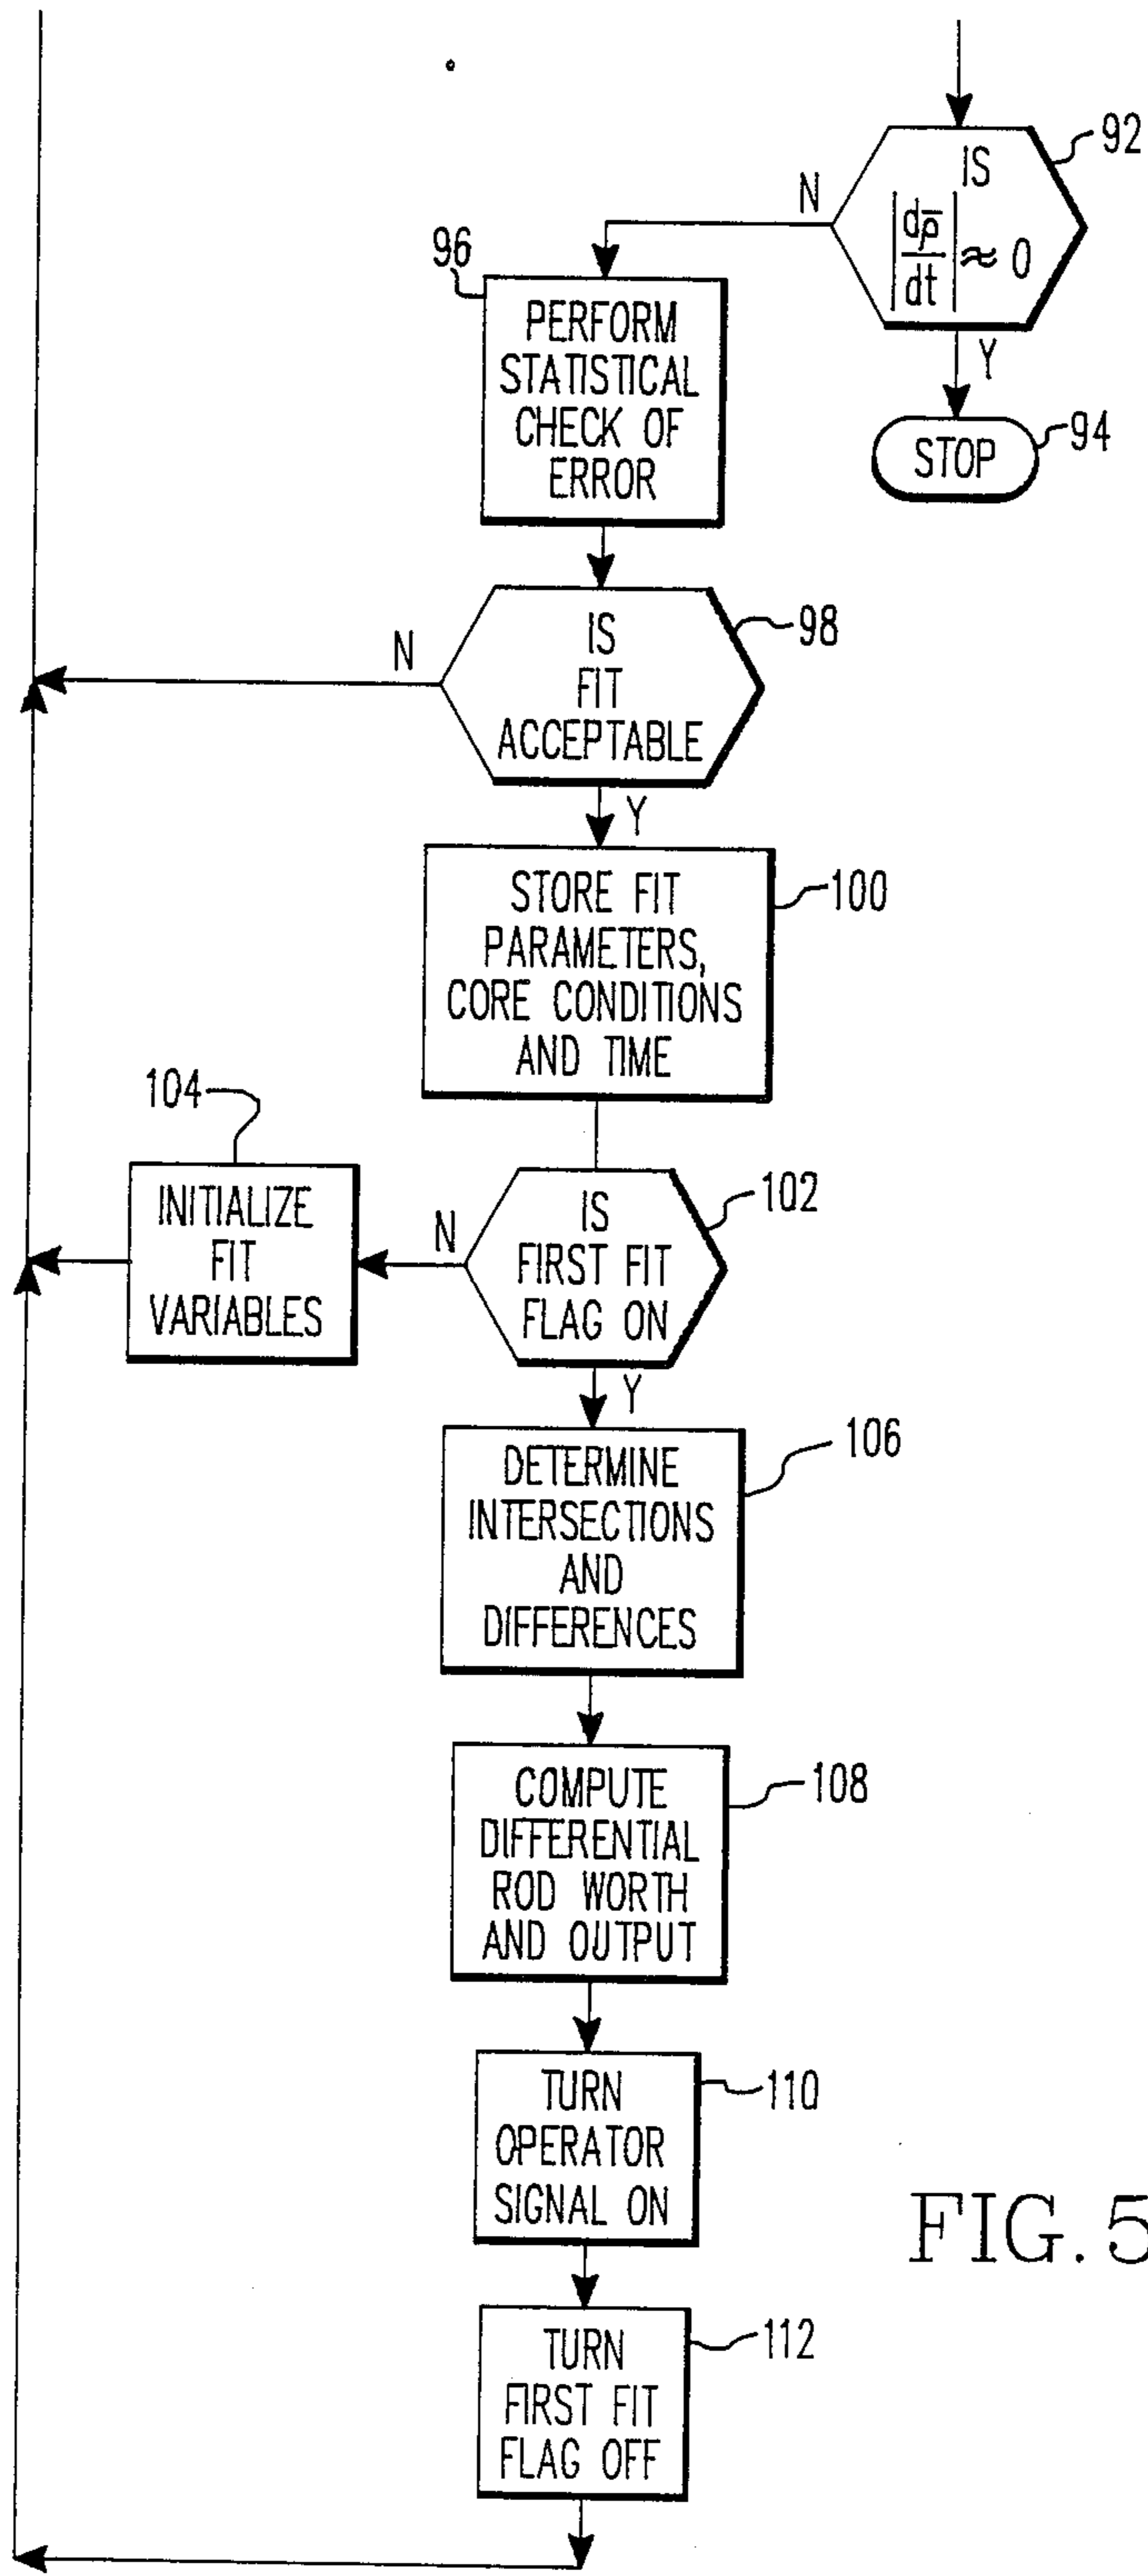 92
IS
|dρ̅/dt| ≈ 0
N
Y
STOP
94
96
PERFORM
STATISTICAL
CHECK OF
ERROR
98
IS
FIT
ACCEPTABLE
N
Y
100
STORE FIT
PARAMETERS,
CORE CONDITIONS
AND TIME
102
IS
FIRST FIT
FLAG ON
N
Y
104
INITIALIZE
FIT
VARIABLES
106
DETERMINE
INTERSECTIONS
AND
DIFFERENCES
108
COMPUTE
DIFFERENTIAL
ROD WORTH
AND OUTPUT
110
TURN
OPERATOR
SIGNAL ON
112
TURN
FIRST FIT
FLAG OFF
FIG. 5